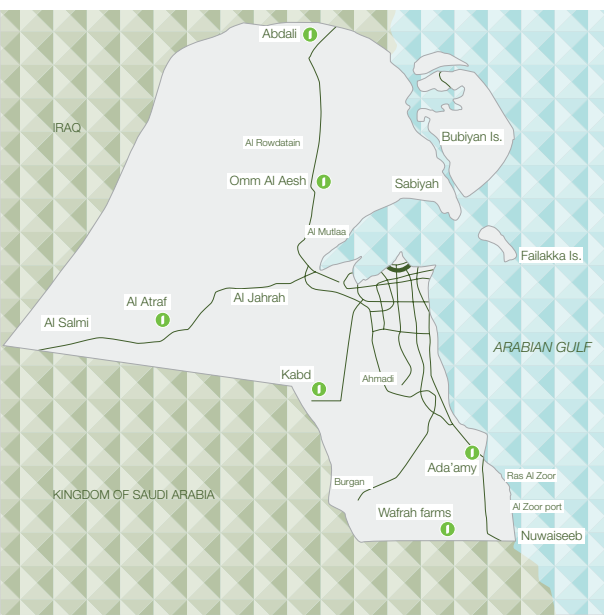 Abdali
IRAQ
Al Rowdatain
Bubiyan Is.
Omm Al Aesh
Sabiyah
Al Mutlaa
Failakka Is.
Al Atraf
Al Jahrah
Al Salmi
ARABIAN GULF
Kabd
Ahmadi
Ada'amy
Ras Al Zoor
Burgan
KINGDOM OF SAUDI ARABIA
Al Zoor port
Wafrah farms
Nuwaiseeb